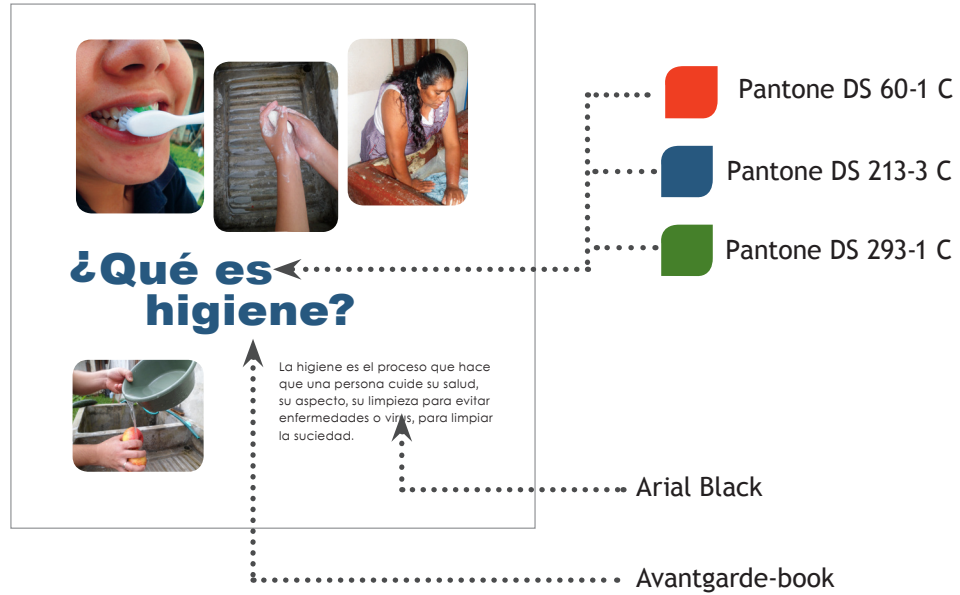 ¿Qué es
higiene?
La higiene es el proceso que hace
que una persona cuide su salud,
su aspecto, su limpieza para evitar
enfermedades o virus, para limpiar
la suciedad.
Pantone DS 60-1 C
Pantone DS 213-3 C
Pantone DS 293-1 C
Arial Black
Avantgarde-book